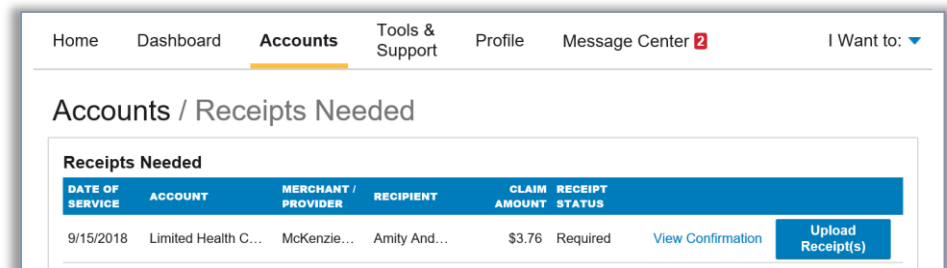 Home Dashboard Accounts Tools & Support Profile Message Center 2 I Want to:
Accounts / Receipts Needed
Receipts Needed
DATE OF SERVICE ACCOUNT MERCHANT / PROVIDER RECIPIENT CLAIM AMOUNT RECEIPT STATUS
9/15/2018 Limited Health C... McKenzie... Amity And... $3.76 Required View Confirmation Upload Receipt(s)